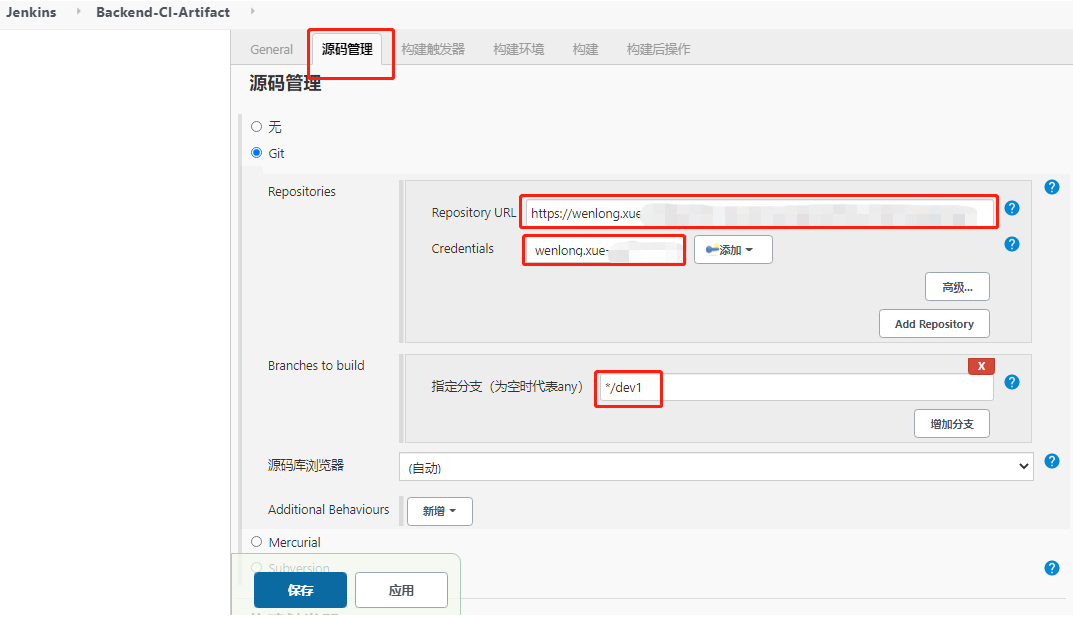 Jenkins Backend-CI-Artifact
General 源码管理 构建触发器 构建环境 构建 构建后操作
源码管理
无
Git
Repositories
Repository URL https://wenlong.xue
Credentials wenlong.xue- 添加
高级...
Add Repository
Branches to build
X
指定分支（为空时代表any） */dev1
增加分支
源码库浏览器 (自动)
Additional Behaviours 新增
Mercurial
Subversion
保存 应用